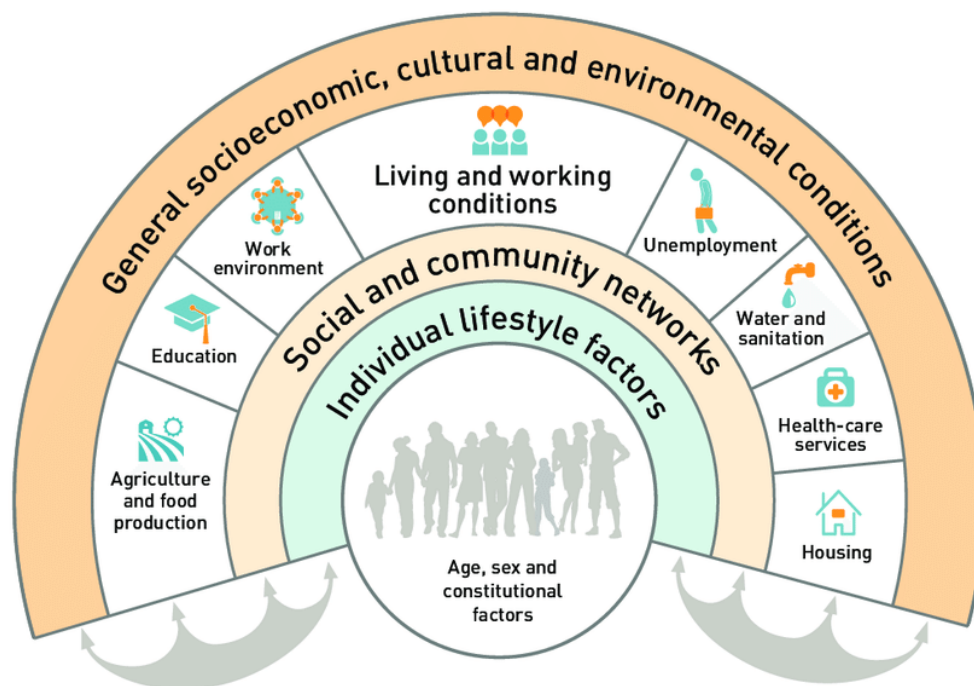 General socioeconomic, cultural and environmental conditions
Living and working
conditions
Work
environment
Unemployment
Education
Water and
sanitation
Agriculture
and food
production
Health-care
services
Housing
Social and community networks
Individual lifestyle factors
Age, sex and
constitutional
factors